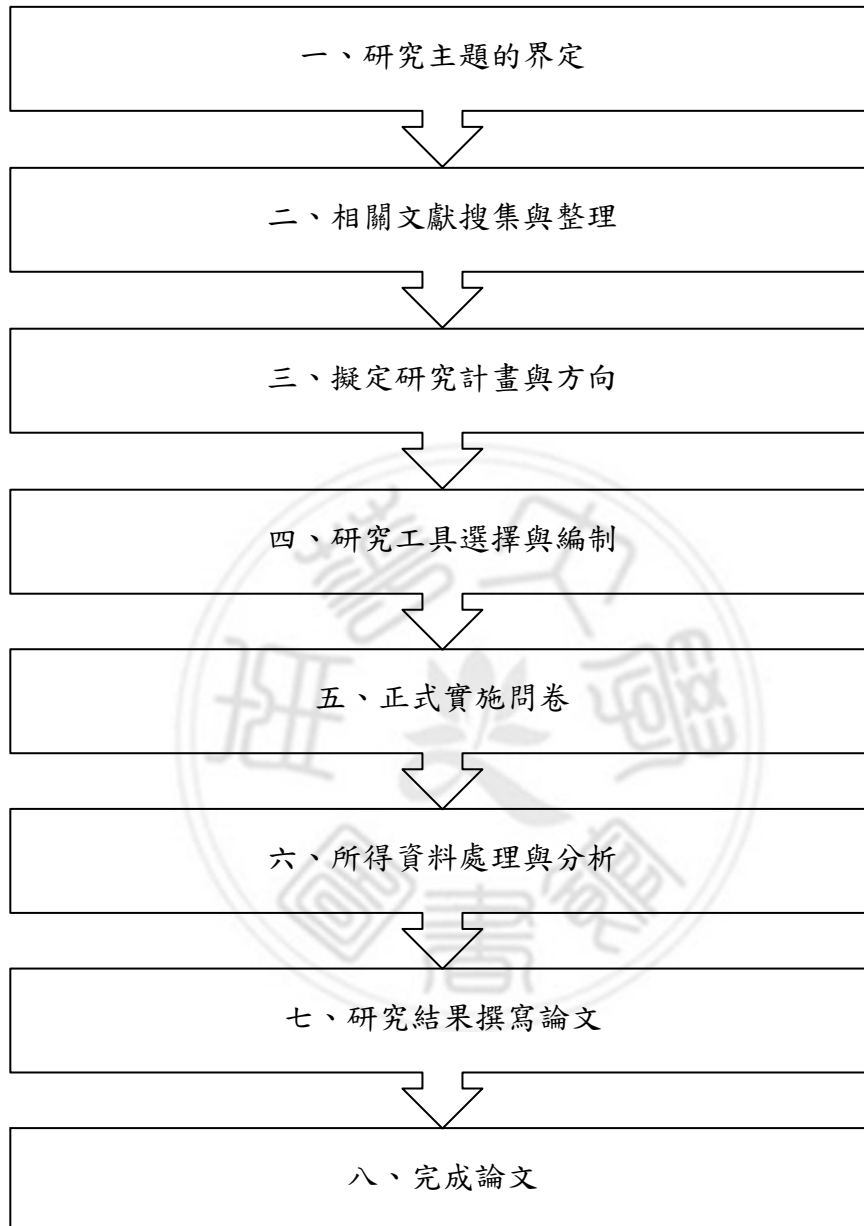 一、研究主題的界定
二、相關文獻搜集與整理
三、擬定研究計畫與方向
四、研究工具選擇與編制
五、正式實施問卷
六、所得資料處理與分析
七、研究結果撰寫論文
八、完成論文